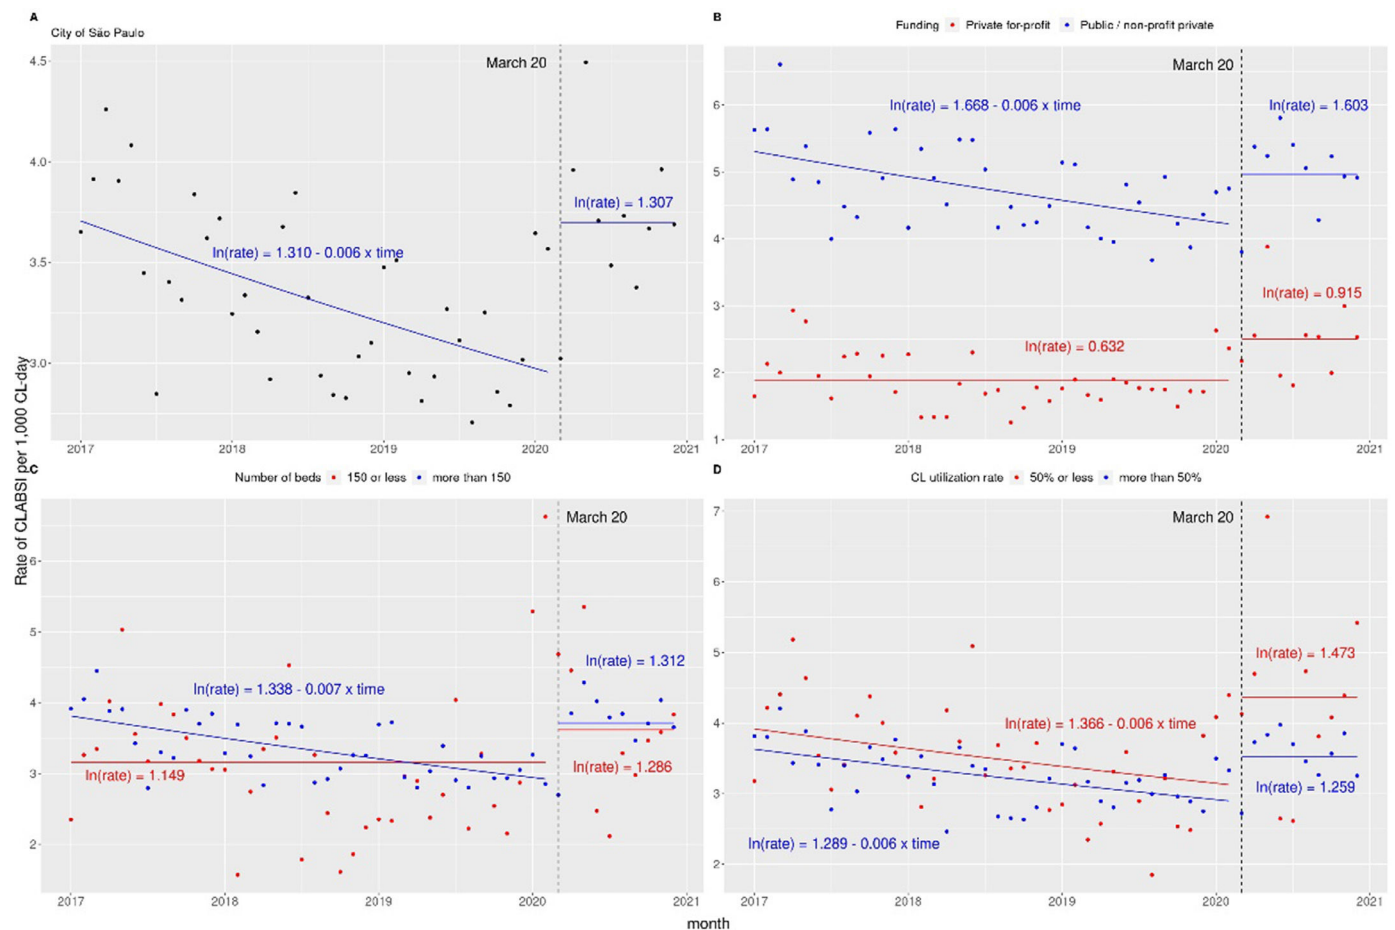 A
City of São Paulo
4.5
4.0
3.5
3.0
March 20
ln(rate) = 1.310 - 0.006 x time
ln(rate) = 1.307
2017 2018 2019 2020 2021
B
Funding Private for-profit Public / non-profit private
6
5
4
3
2
1
March 20
ln(rate) = 1.668 - 0.006 x time
ln(rate) = 1.603
ln(rate) = 0.915
ln(rate) = 0.632
2017 2018 2019 2020 2021
Rate of CLABSI per 1,000 CL-day
C
Number of beds 150 or less more than 150
6
5
4
3
2
March 20
ln(rate) = 1.312
ln(rate) = 1.338 - 0.007 x time
ln(rate) = 1.149
ln(rate) = 1.286
2017 2018 2019 2020 2021
D
CL utilization rate 50% or less more than 50%
7
6
5
4
3
2
March 20
ln(rate) = 1.473
ln(rate) = 1.366 - 0.006 x time
ln(rate) = 1.259
ln(rate) = 1.289 - 0.006 x time
2017 2018 2019 2020 2021
month